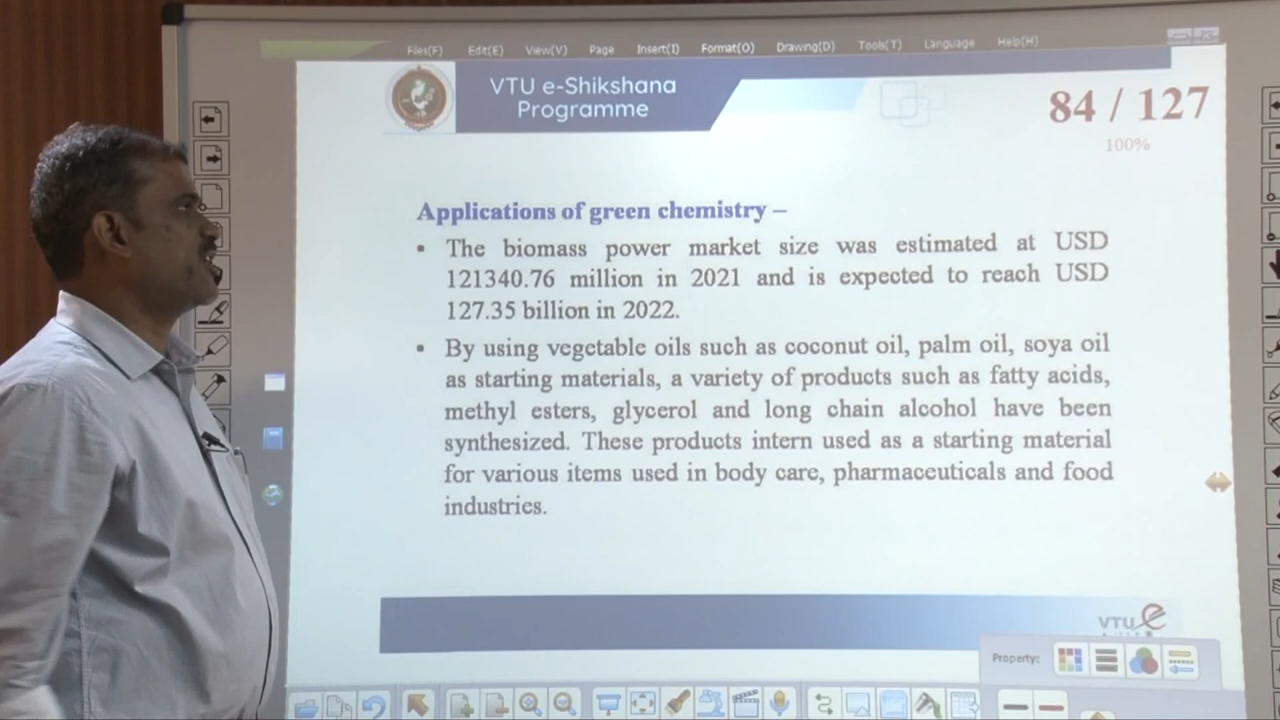 Files(F) Edit(E) View(V) Page Insert(I) Format(O) Drawing(D) Tools(T) Language Help(H)
VTU e-Shikshana
Programme
84 / 127
100%
Applications of green chemistry –
▪ The biomass power market size was estimated at USD
121340.76 million in 2021 and is expected to reach USD
127.35 billion in 2022.
▪ By using vegetable oils such as coconut oil, palm oil, soya oil
as starting materials, a variety of products such as fatty acids,
methyl esters, glycerol and long chain alcohol have been
synthesized. These products intern used as a starting material
for various items used in body care, pharmaceuticals and food
industries.
VTU e
Property: